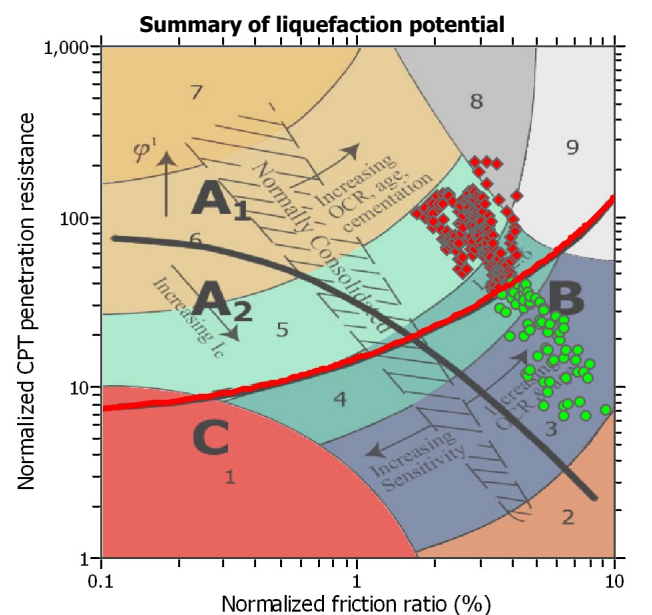 Summary of liquefaction potential
1,000
100
10
1
Normalized CPT penetration resistance
7
8
9
φ'
Increasing
OCR, age,
cementation
Normally Consolidated
A1
6
A2
Increasing Ic
5
B
4
C
1
Increasing
Sensitivity
Increasing
OCR &
3
2
0.1
1
10
Normalized friction ratio (%)